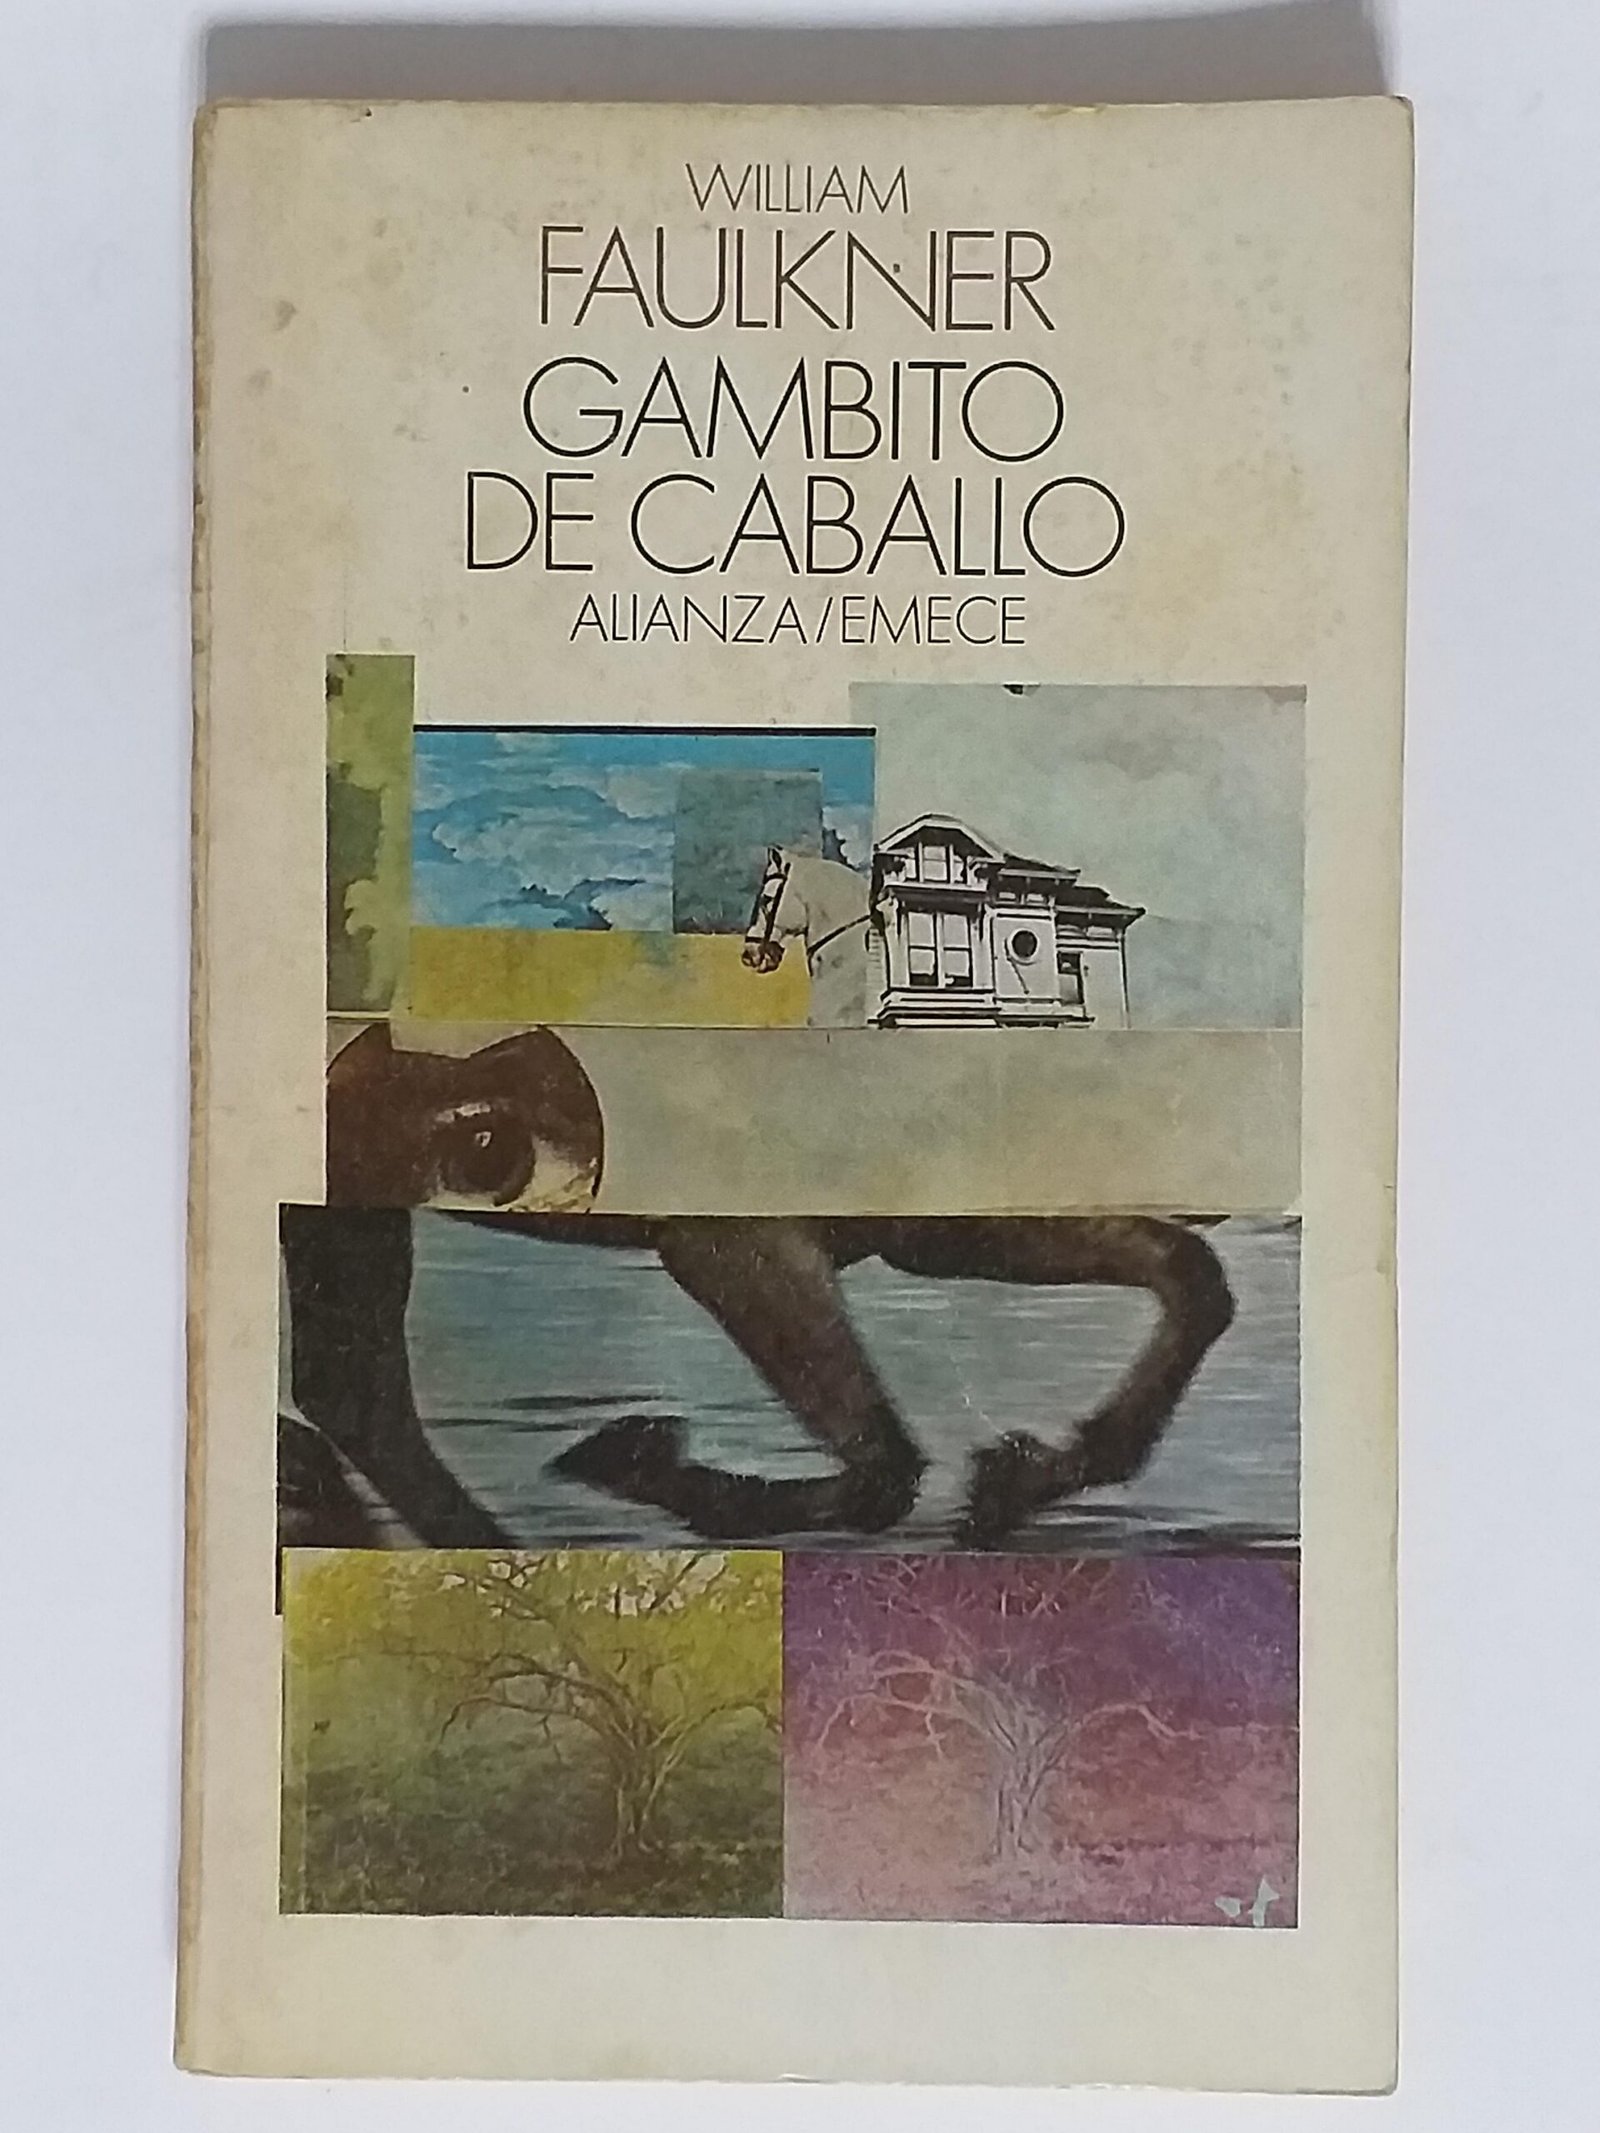 WILLIAM
FAULKNER
GAMBITO
DE CABALLO
ALIANZA/EMECE